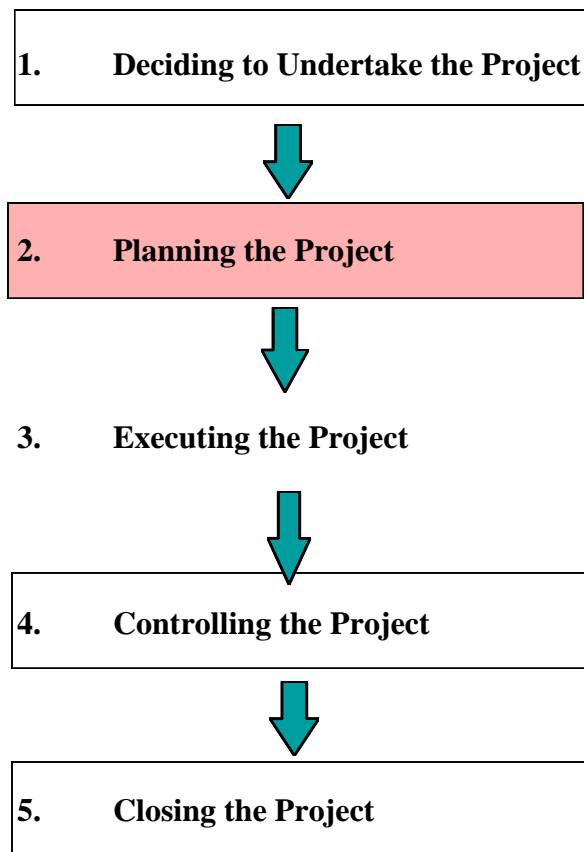 1. Deciding to Undertake the Project
2. Planning the Project
3. Executing the Project
4. Controlling the Project
5. Closing the Project